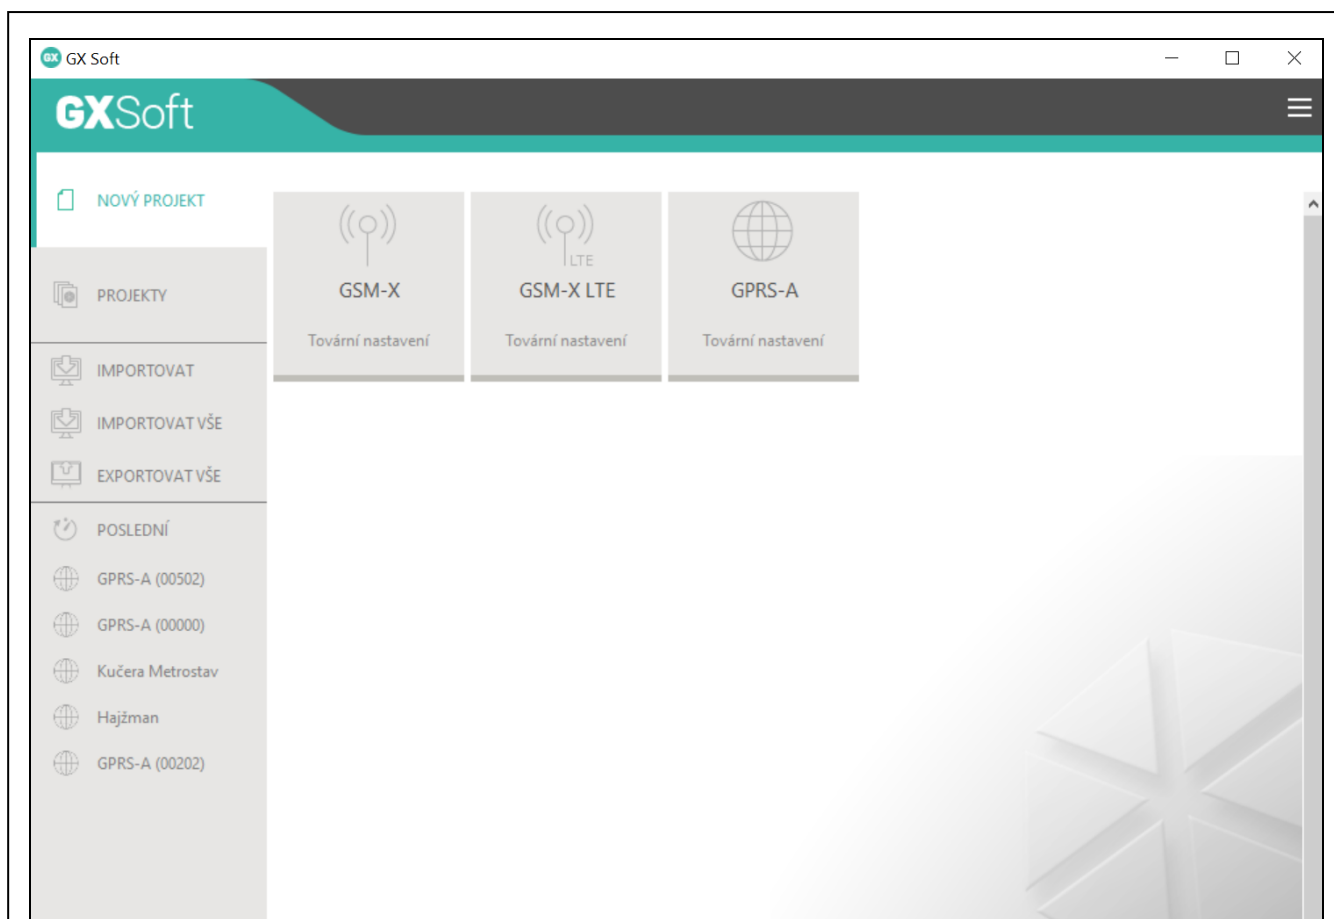 GX GX Soft
GXSoft
NOVÝ PROJEKT
PROJEKTY
IMPORTOVAT
IMPORTOVAT VŠE
EXPORTOVAT VŠE
POSLEDNÍ
GPRS-A (00502)
GPRS-A (00000)
Kučera Metrostav
Hajžman
GPRS-A (00202)
GSM-X
Tovární nastavení
LTE
GSM-X LTE
Tovární nastavení
GPRS-A
Tovární nastavení